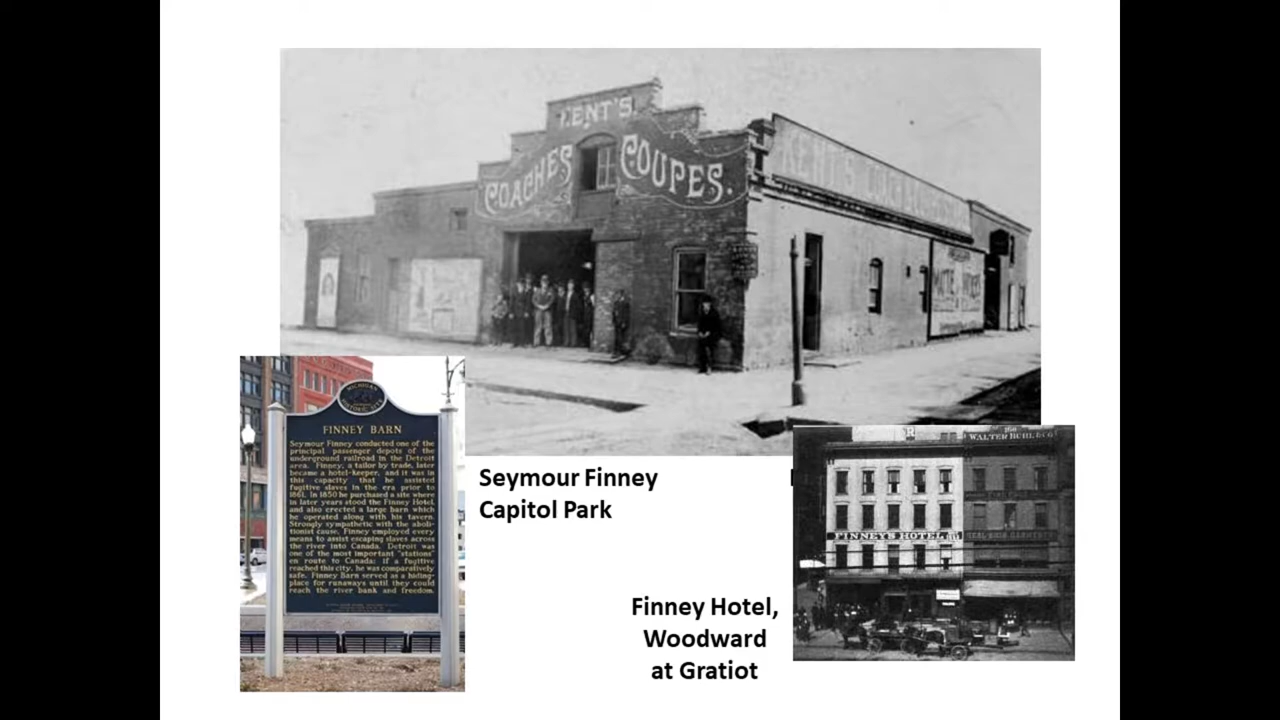 KENT'S
COACHES
COUPES.
KENT'S COACH & COUPE
MATTIE
FINNEY BARN
Seymour Finney conducted one of the
principal passenger depots of the
underground railroad in the Detroit
area. Finney, a tailor by trade, later
became a hotel-keeper, and it was in
this capacity that he assisted
fugitive slaves in the era prior to
1861. In 1850 he purchased a site where
in later years stood the Finney Hotel,
and also erected a large barn which
he operated along with his tavern.
Strongly sympathetic with the aboli-
tionist cause, Finney employed every
means to assist escaping slaves across
the river into Canada. Detroit was
one of the most important "stations"
en route to Canada; if a fugitive
reached this city, he was comparatively
safe. Finney Barn served as a hiding-
place for runaways until they could
reach the river bank and freedom.
Seymour Finney
Capitol Park
WALTER BUHL & CO.
FINNEY'S HOTEL
Finney Hotel,
Woodward
at Gratiot